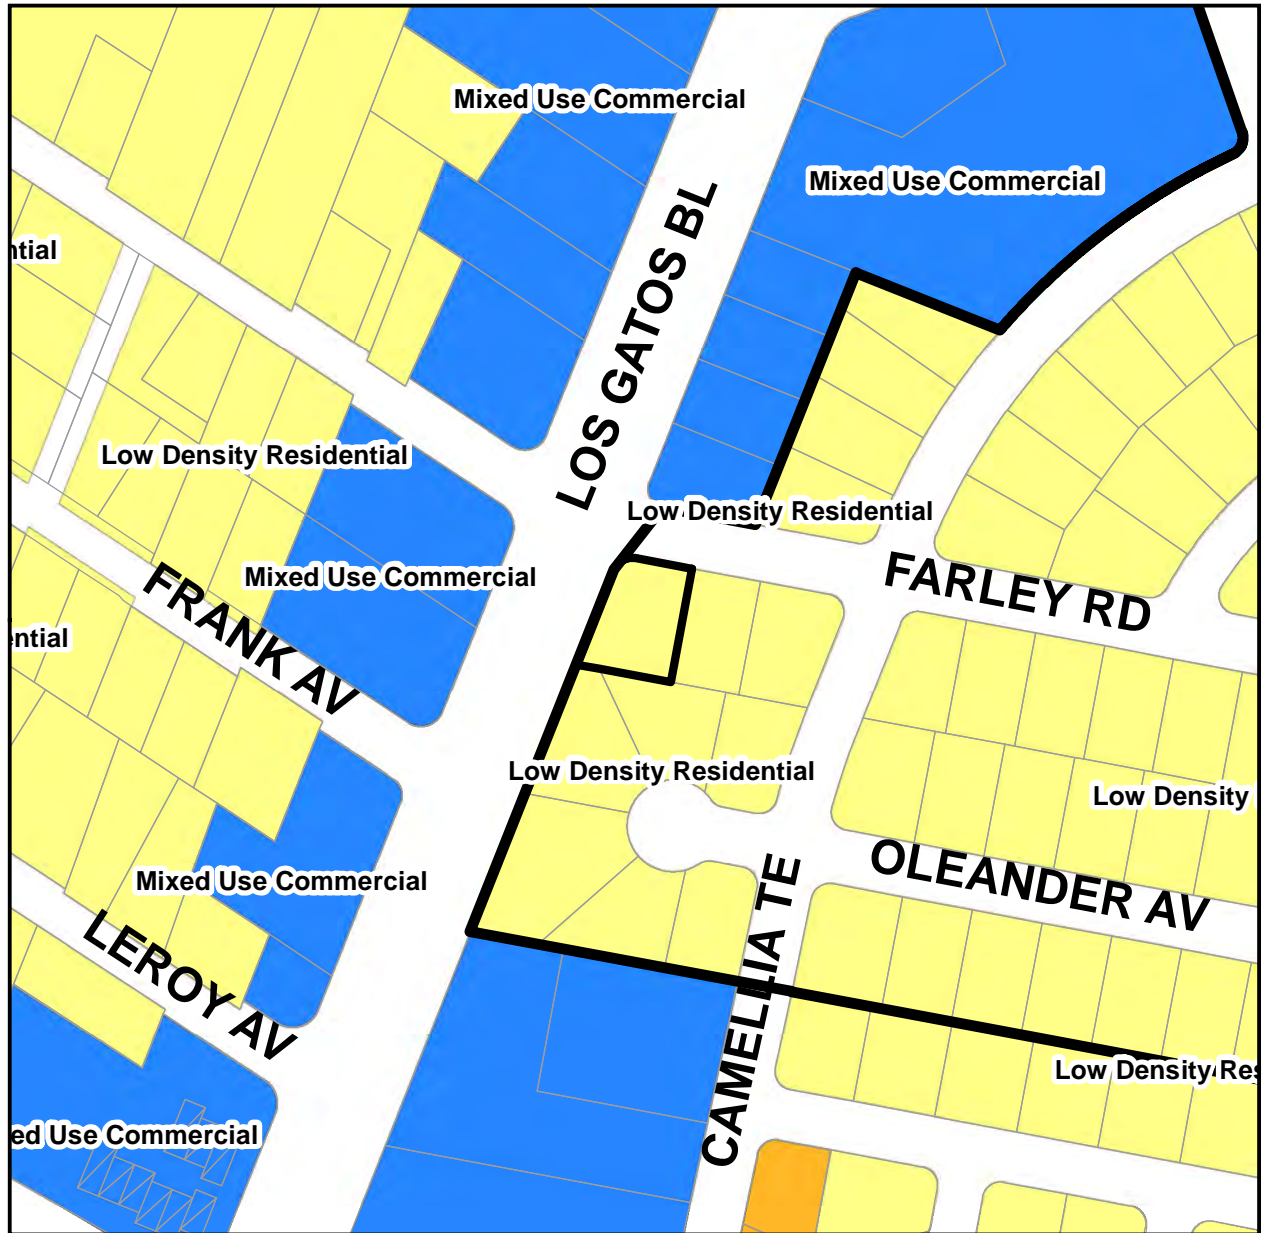 Mixed Use Commercial
Mixed Use Commercial
LOS GATOS BL
ntial
Low Density Residential
Low Density Residential
Mixed Use Commercial
FARLEY RD
FRANK AV
ential
Low Density Residential
Low Density
OLEANDER AV
Mixed Use Commercial
CAMELLIA TE
LEROY AV
Low Density Res
ed Use Commercial